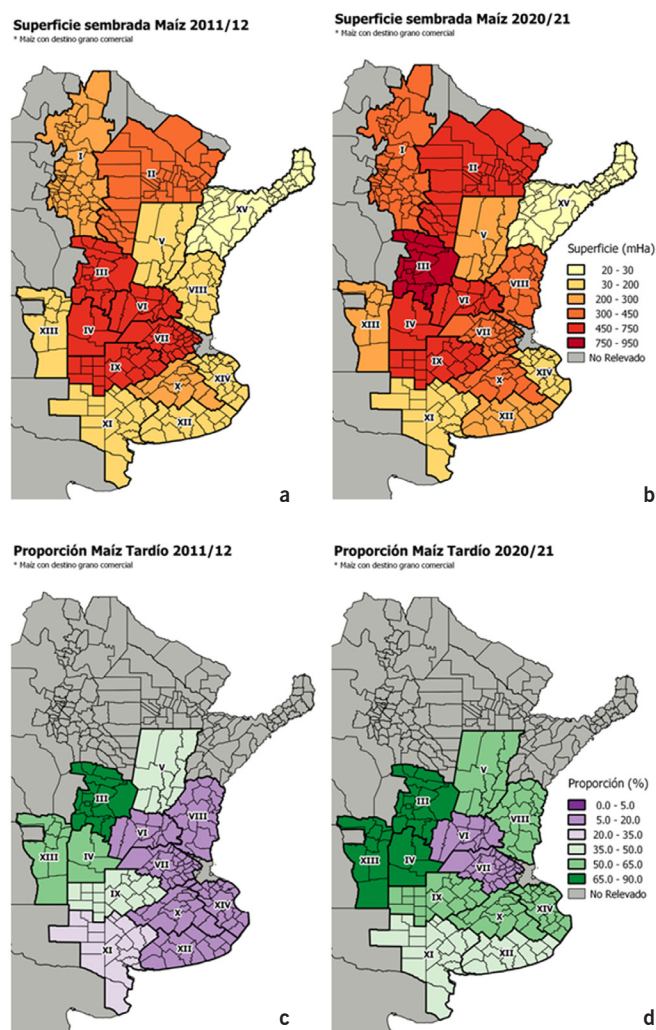 Superficie sembrada Maíz 2011/12
* Maíz con destino grano comercial
I
II
III
IV
V
VI
VII
VIII
IX
X
XI
XII
XIII
XIV
XV
a
Superficie sembrada Maíz 2020/21
* Maíz con destino grano comercial
I
II
III
IV
V
VI
VII
VIII
IX
X
XI
XII
XIII
XIV
XV
Superficie (mHa)
20 - 30
30 - 200
200 - 300
300 - 450
450 - 750
750 - 950
No Relevado
b
Proporción Maíz Tardío 2011/12
* Maíz con destino grano comercial
III
IV
V
VI
VII
VIII
IX
X
XI
XII
XIII
XIV
c
Proporción Maíz Tardío 2020/21
* Maíz con destino grano comercial
III
IV
V
VI
VII
VIII
IX
X
XI
XII
XIII
XIV
Proporción (%)
0.0 - 5.0
5.0 - 20.0
20.0 - 35.0
35.0 - 50.0
50.0 - 65.0
65.0 - 90.0
No Relevado
d